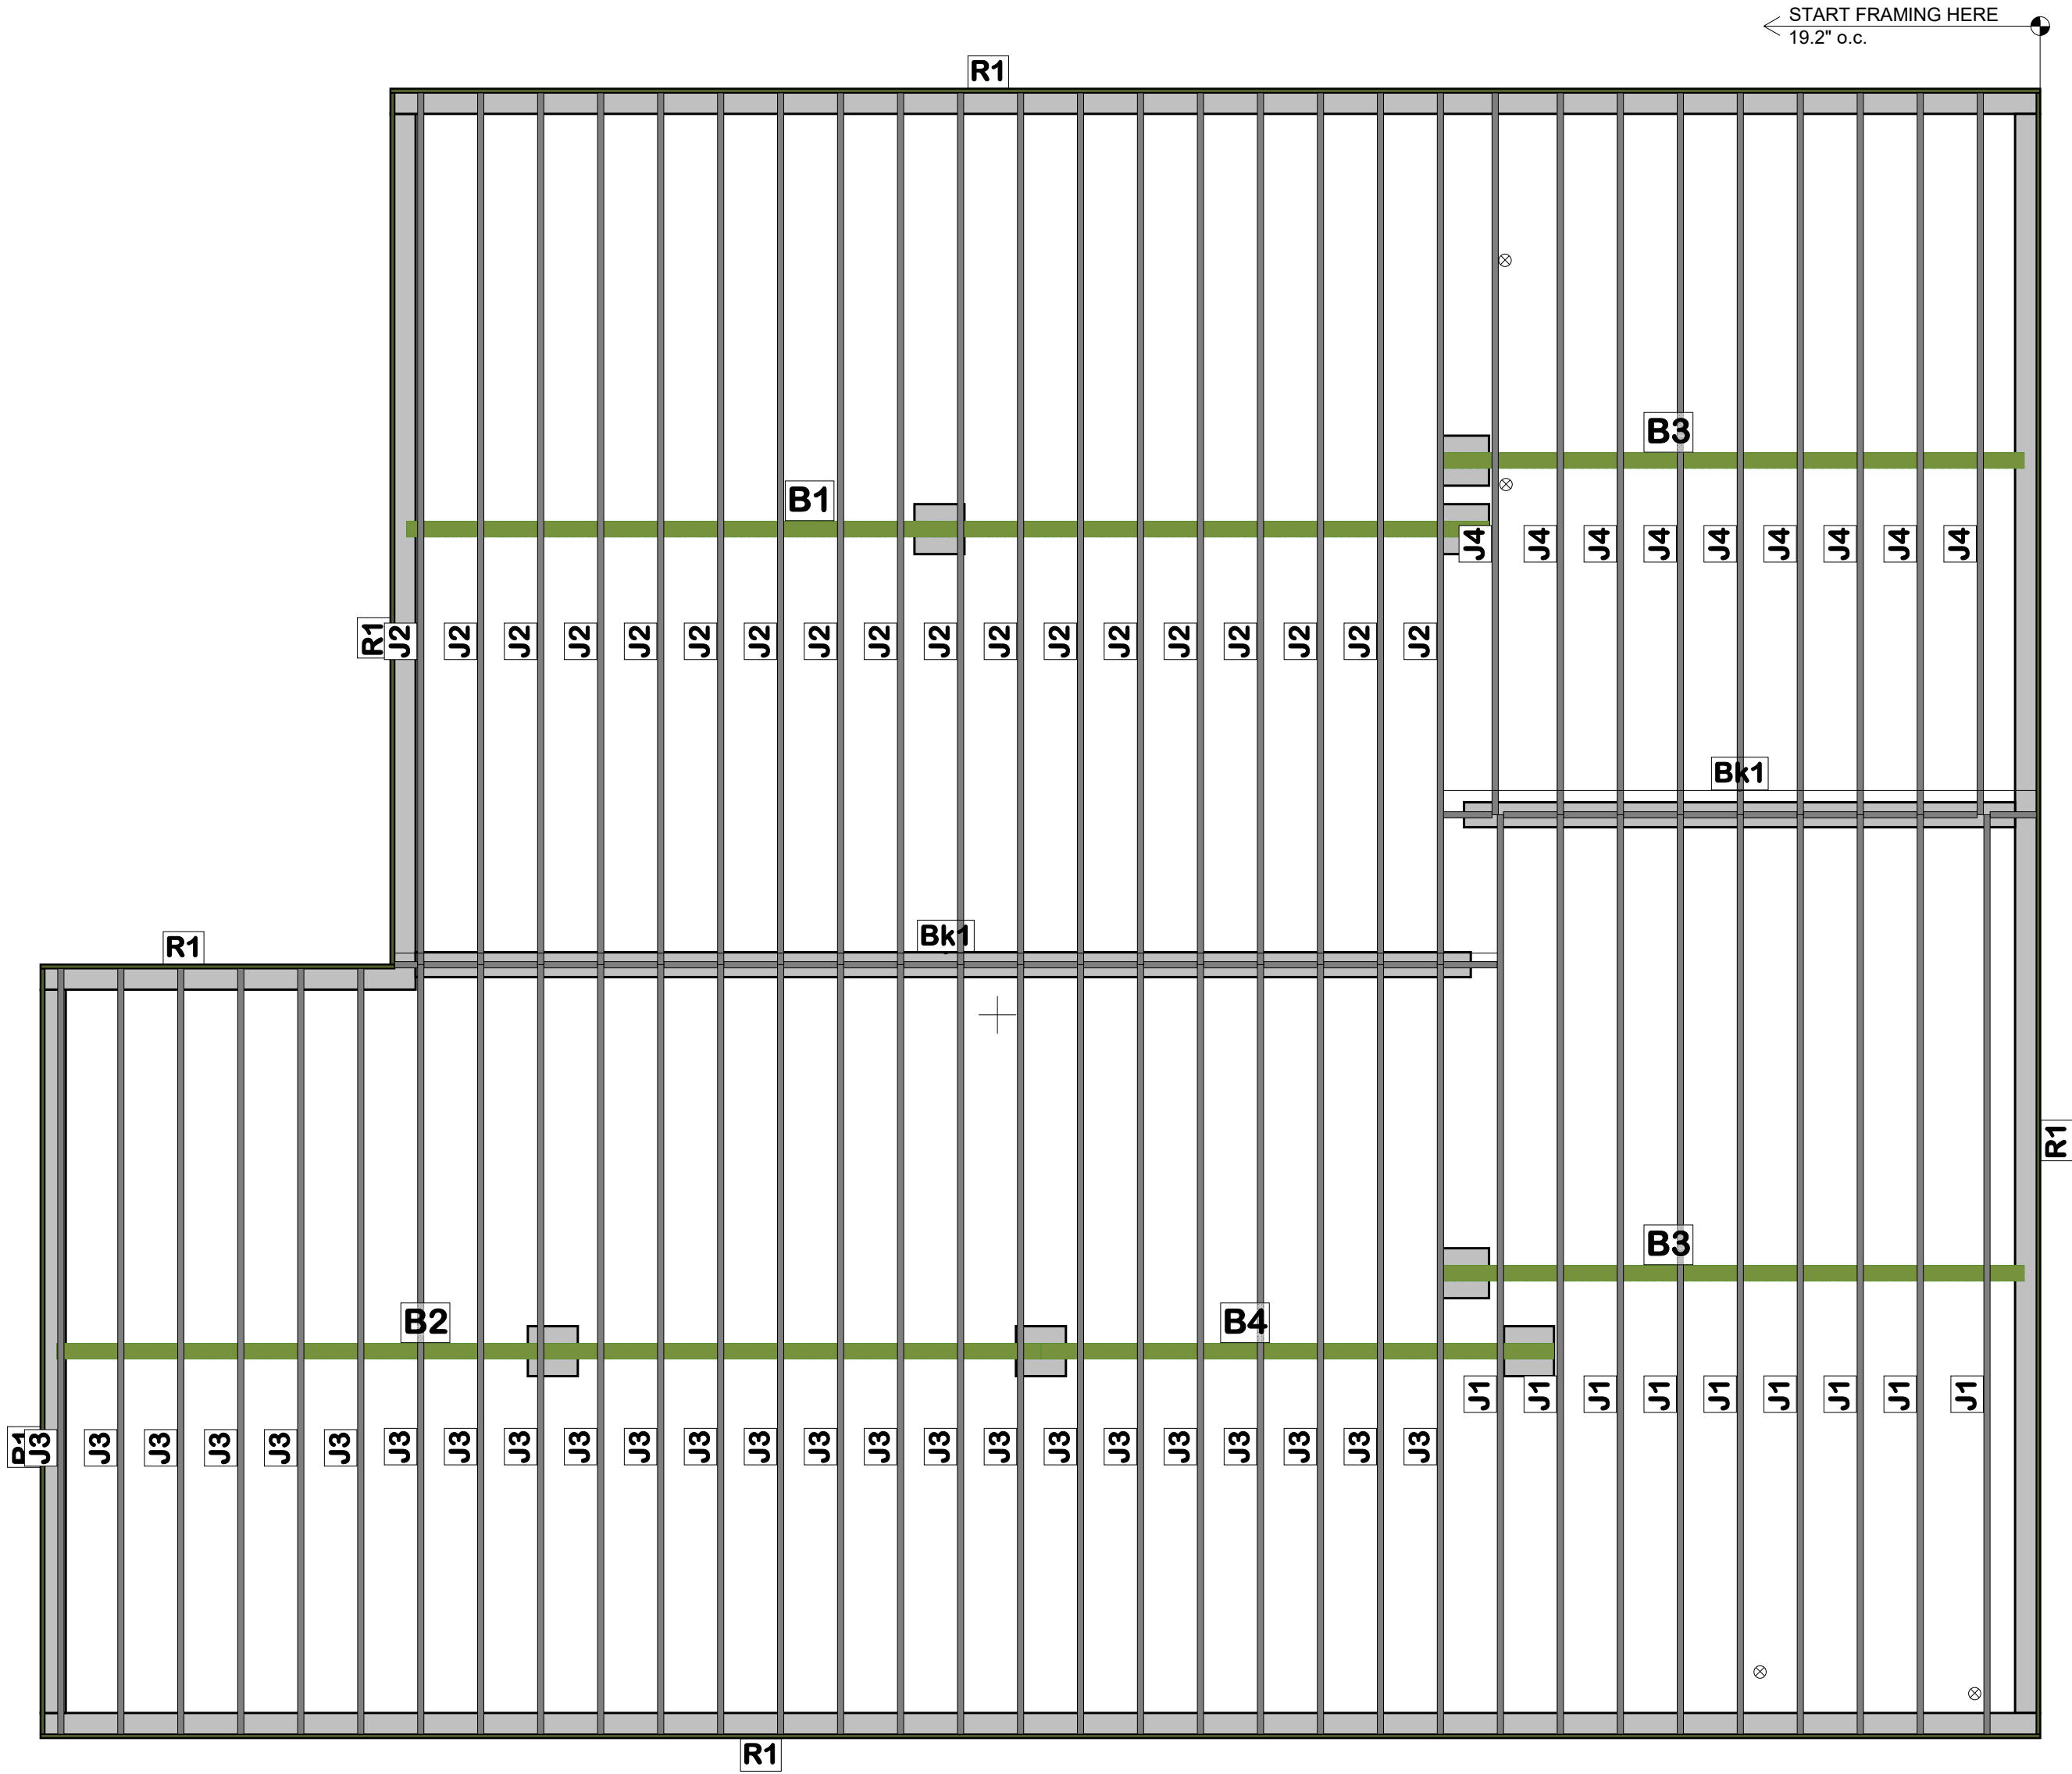 START FRAMING HERE
19.2" o.c.
R1
B3
B1
J4 J4 J4 J4 J4 J4 J4 J4 J4
R1 J2 J2 J2 J2 J2 J2 J2 J2 J2 J2 J2 J2 J2 J2 J2 J2 J2 J2
Bk1
Bk1
R1
R1
B3
B2 B4
J1 J1 J1 J1 J1 J1 J1 J1 J1
R1 J3 J3 J3 J3 J3 J3 J3 J3 J3 J3 J3 J3 J3 J3 J3 J3 J3 J3 J3 J3 J3 J3 J3 J3
R1